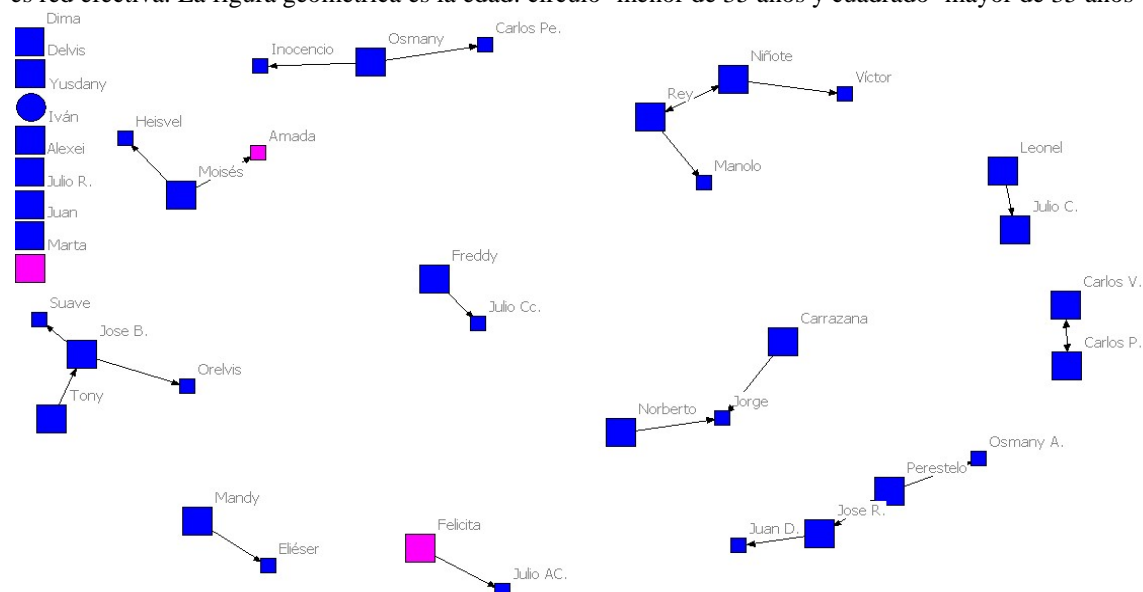 es red efectiva. La figura geométrica es la edad: círculo- menor de 35 años y cuadrado- mayor de 35 años
Dima
Delvis
Yusdany
Iván
Alexei
Julio R.
Juan
Marta
Inocencio
Osmany
Carlos Pe.
Heisvel
Amada
Moisés
Niñote
Víctor
Rey
Manolo
Leonel
Julio C.
Freddy
Julio Cc.
Carlos V.
Carlos P.
Suave
Jose B.
Orelvis
Tony
Carrazana
Norberto
Jorge
Osmany A.
Perestelo
Jose R.
Juan D.
Mandy
Eliéser
Felicita
Julio AC.